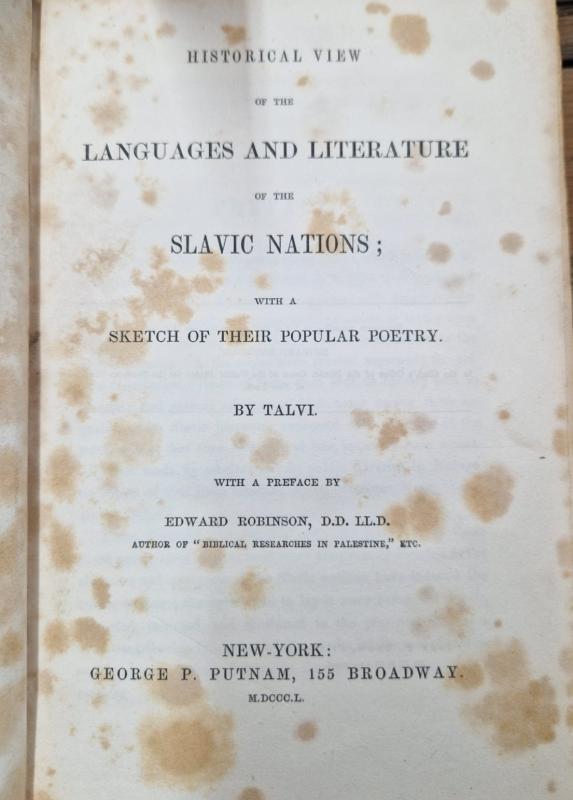 HISTORICAL VIEW
OF THE
LANGUAGES AND LITERATURE
OF THE
SLAVIC NATIONS;
WITH A
SKETCH OF THEIR POPULAR POETRY.
BY TALVI.
WITH A PREFACE BY
EDWARD ROBINSON, D.D. LL.D.
AUTHOR OF "BIBLICAL RESEARCHES IN PALESTINE," ETC.
NEW-YORK:
GEORGE P. PUTNAM, 155 BROADWAY.
M.DCCC.L.